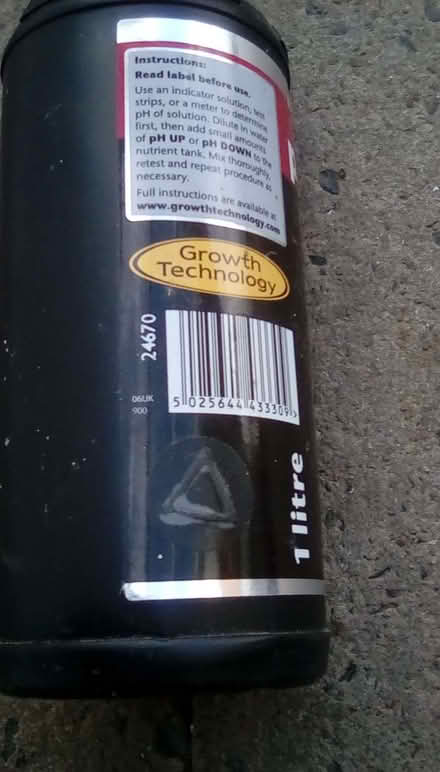 Instructions:
Read label before use.
Use an indicator solution, test
strips, or a meter to determine
pH of solution. Dilute in water
first, then add small amounts
of pH UP or pH DOWN to the
nutrient tank. Mix thoroughly,
retest and repeat procedure as
necessary.
Full instructions are available at
www.growthtechnology.com
Growth
Technology
24670
06UK
900
5 025644 433309 >
1 litre